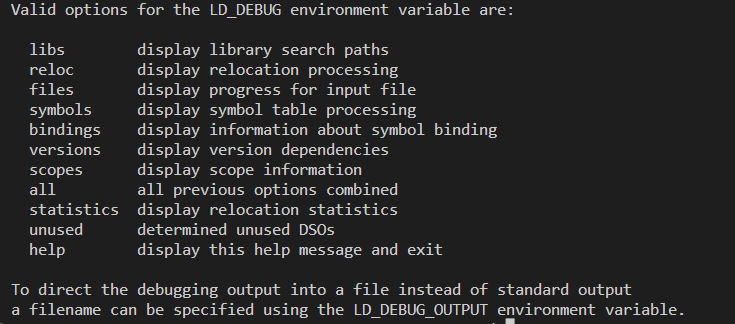 Valid options for the LD_DEBUG environment variable are:
libs display library search paths
reloc display relocation processing
files display progress for input file
symbols display symbol table processing
bindings display information about symbol binding
versions display version dependencies
scopes display scope information
all all previous options combined
statistics display relocation statistics
unused determined unused DSOs
help display this help message and exit
To direct the debugging output into a file instead of standard output
a filename can be specified using the LD_DEBUG_OUTPUT environment variable.